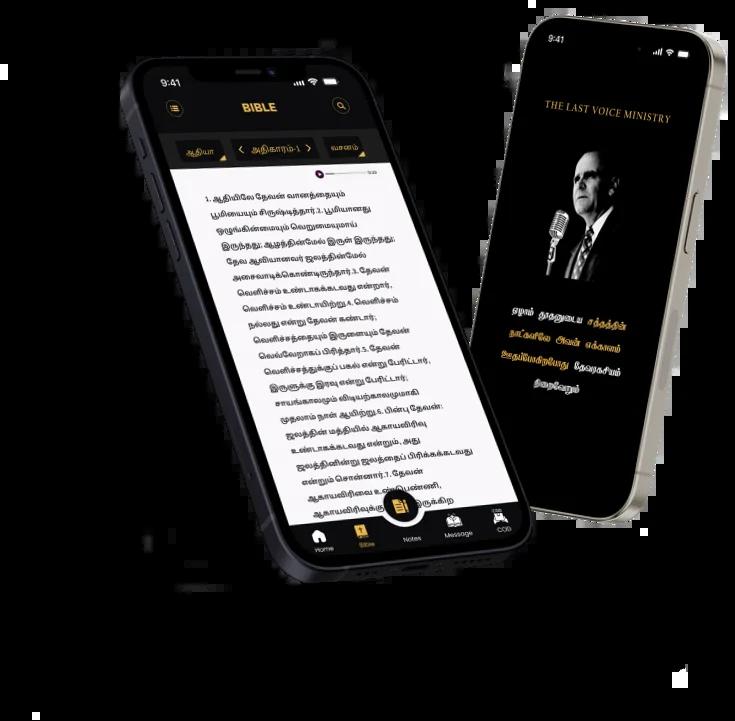 9:41
BIBLE
ஆதியா
அதிகாரம்-1
வசனம்
1. ஆதியிலே தேவன் வானத்தையும்
பூமியையும் சிருஷ்டித்தார்.2. பூமியானது
ஒழுங்கின்மையும் வெறுமையுமாய்
இருந்தது; ஆழத்தின்மேல் இருள் இருந்தது;
தேவ ஆவியானவர் ஜலத்தின்மேல்
அசைவாடிக்கொண்டிருந்தார்.3. தேவன்
வெளிச்சம் உண்டாகக்கடவது என்றார்,
வெளிச்சம் உண்டாயிற்று.4. வெளிச்சம்
நல்லது என்று தேவன் கண்டார்;
வெளிச்சத்தையும் இருளையும் தேவன்
வெவ்வேறாகப் பிரித்தார்.5. தேவன்
வெளிச்சத்துக்குப் பகல் என்று பேரிட்டார்,
இருளுக்கு இரவு என்று பேரிட்டார்;
சாயங்காலமும் விடியற்காலமுமாகி
முதலாம் நாள் ஆயிற்று.6. பின்பு தேவன்:
ஜலத்தின் மத்தியில் ஆகாயவிரிவு
உண்டாகக்கடவது என்றும், அது
ஜலத்தினின்று ஜலத்தைப் பிரிக்கக்கடவது
என்றும் சொன்னார்.7. தேவன்
ஆகாயவிரிவை
இருக்கிற
Home
Bible
Notes
Message
COD
9:41
THE LAST VOICE MINISTRY
ஏழாம் தூதனுடைய சத்தத்தின்
நாட்களிலே அவன் எக்காளம்
ஊதப்போகிறபோது தேவரகசியம்
நிறைவேறும்